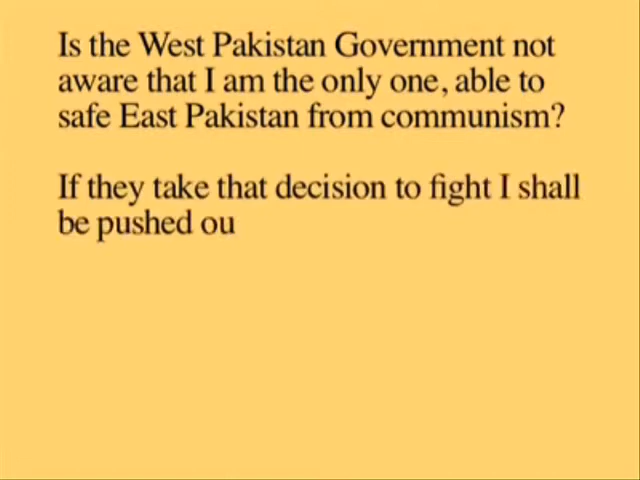 Is the West Pakistan Government not
aware that I am the only one, able to
safe East Pakistan from communism?
If they take that decision to fight I shall
be pushed ou